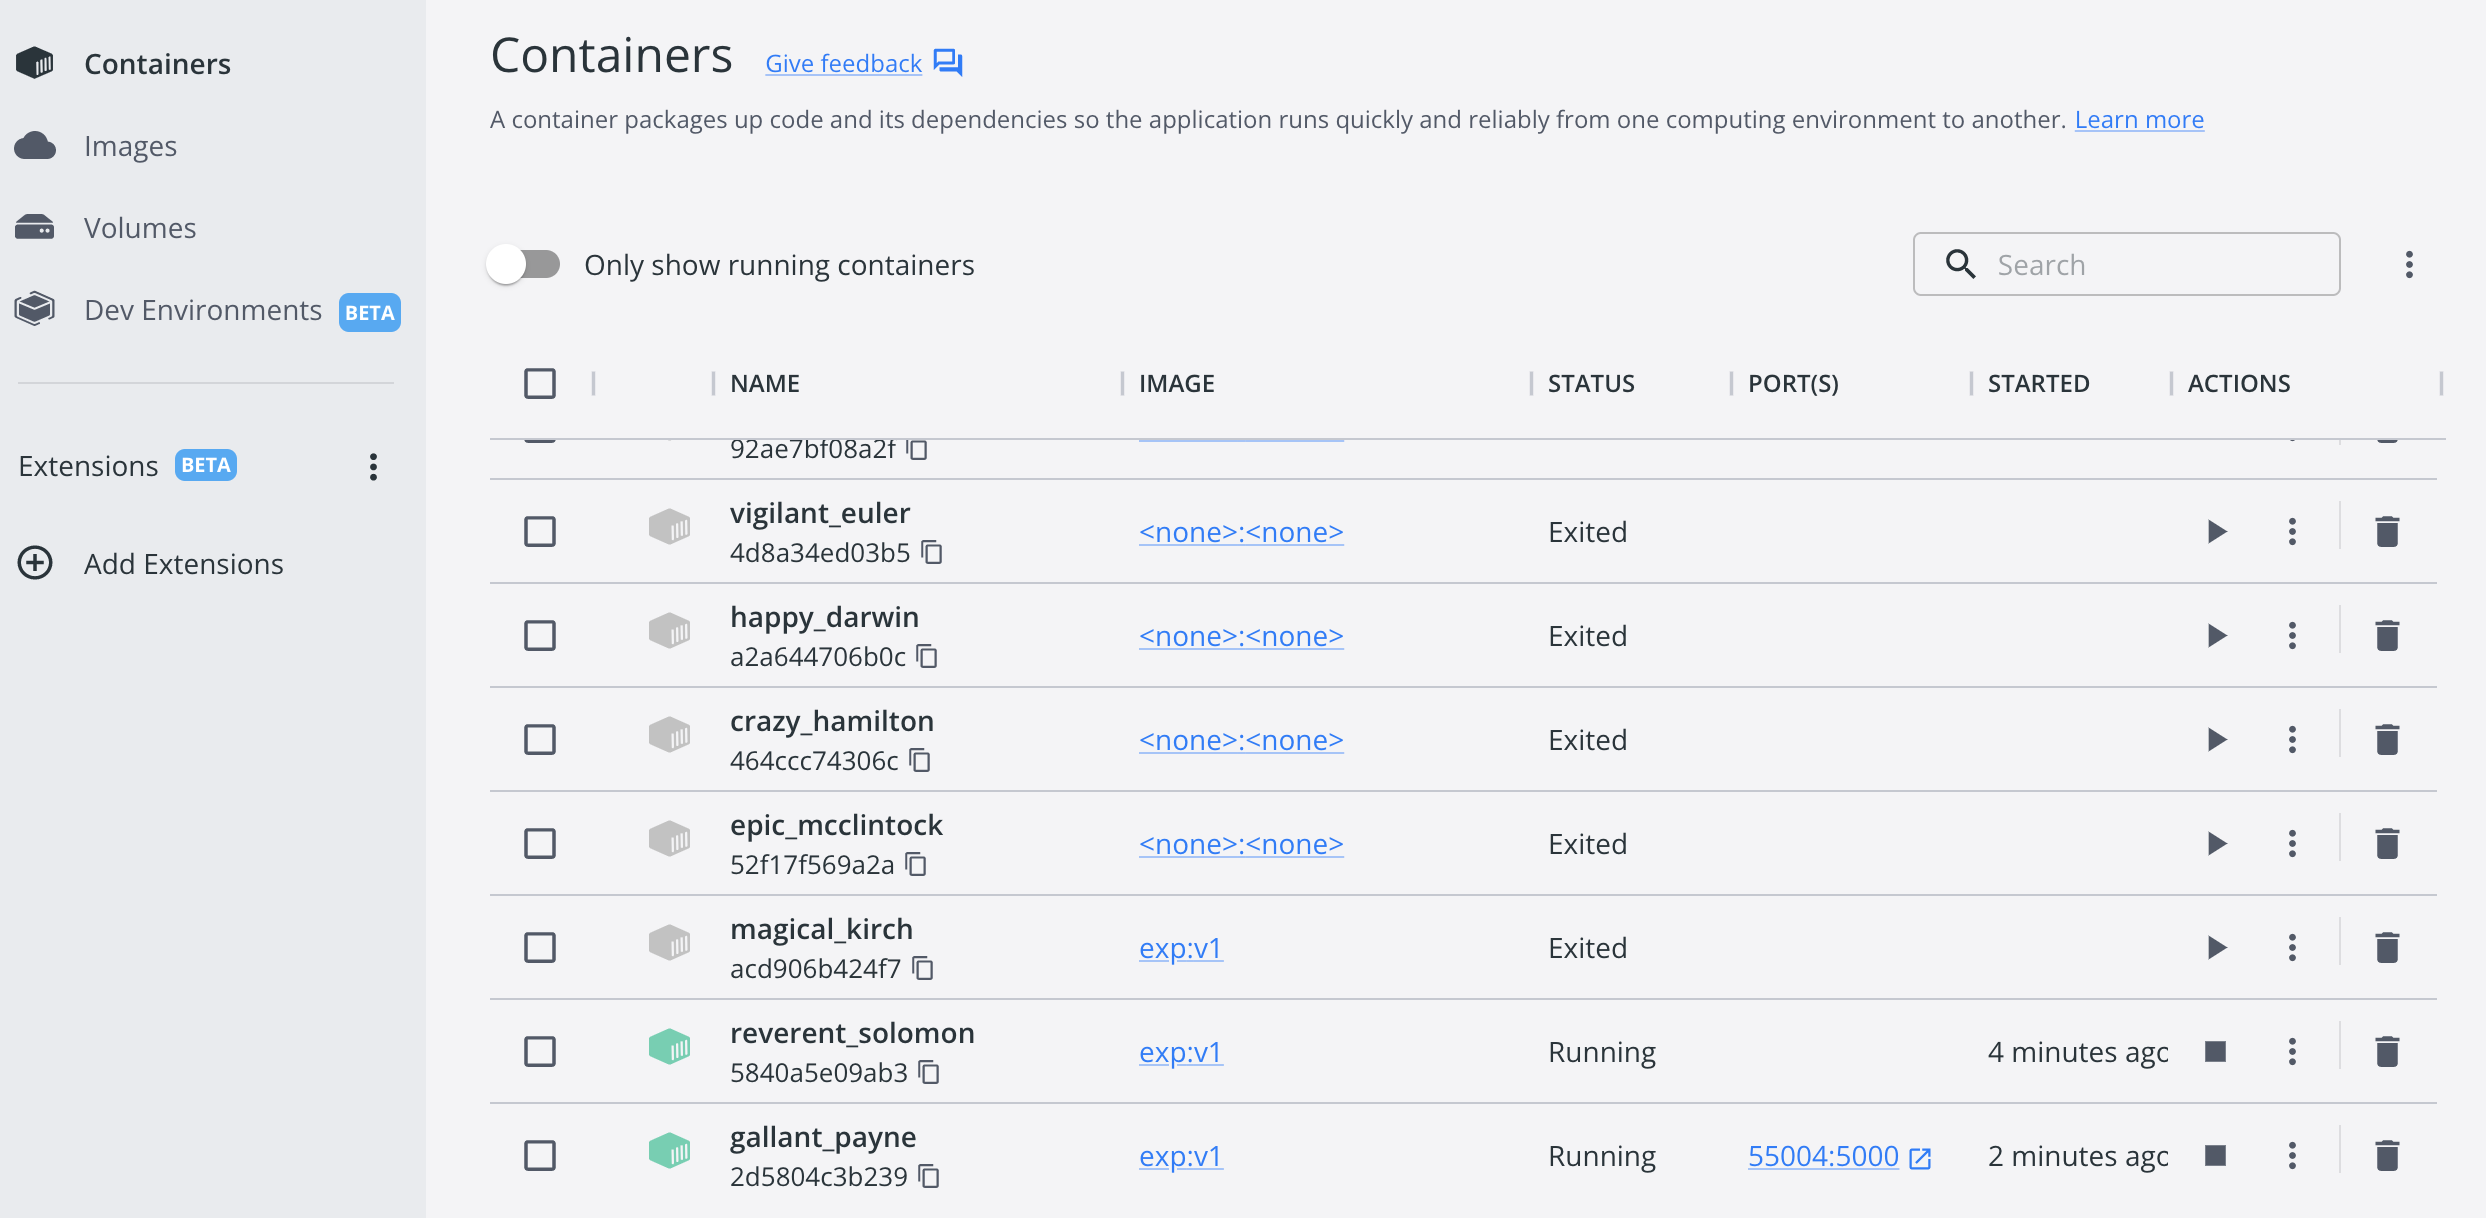 Containers
Images
Volumes
Dev Environments BETA
Extensions BETA
Add Extensions
Containers Give feedback
A container packages up code and its dependencies so the application runs quickly and reliably from one computing environment to another. Learn more
Only show running containers
Search
NAME IMAGE STATUS PORT(S) STARTED ACTIONS
92ae7bf08a2f
vigilant_euler
4d8a34ed03b5
<none>:<none> Exited
happy_darwin
a2a644706b0c
<none>:<none> Exited
crazy_hamilton
464ccc74306c
<none>:<none> Exited
epic_mcclintock
52f17f569a2a
<none>:<none> Exited
magical_kirch
acd906b424f7
exp:v1 Exited
reverent_solomon
5840a5e09ab3
exp:v1 Running 4 minutes ago
gallant_payne
2d5804c3b239
exp:v1 Running 55004:5000 2 minutes ago